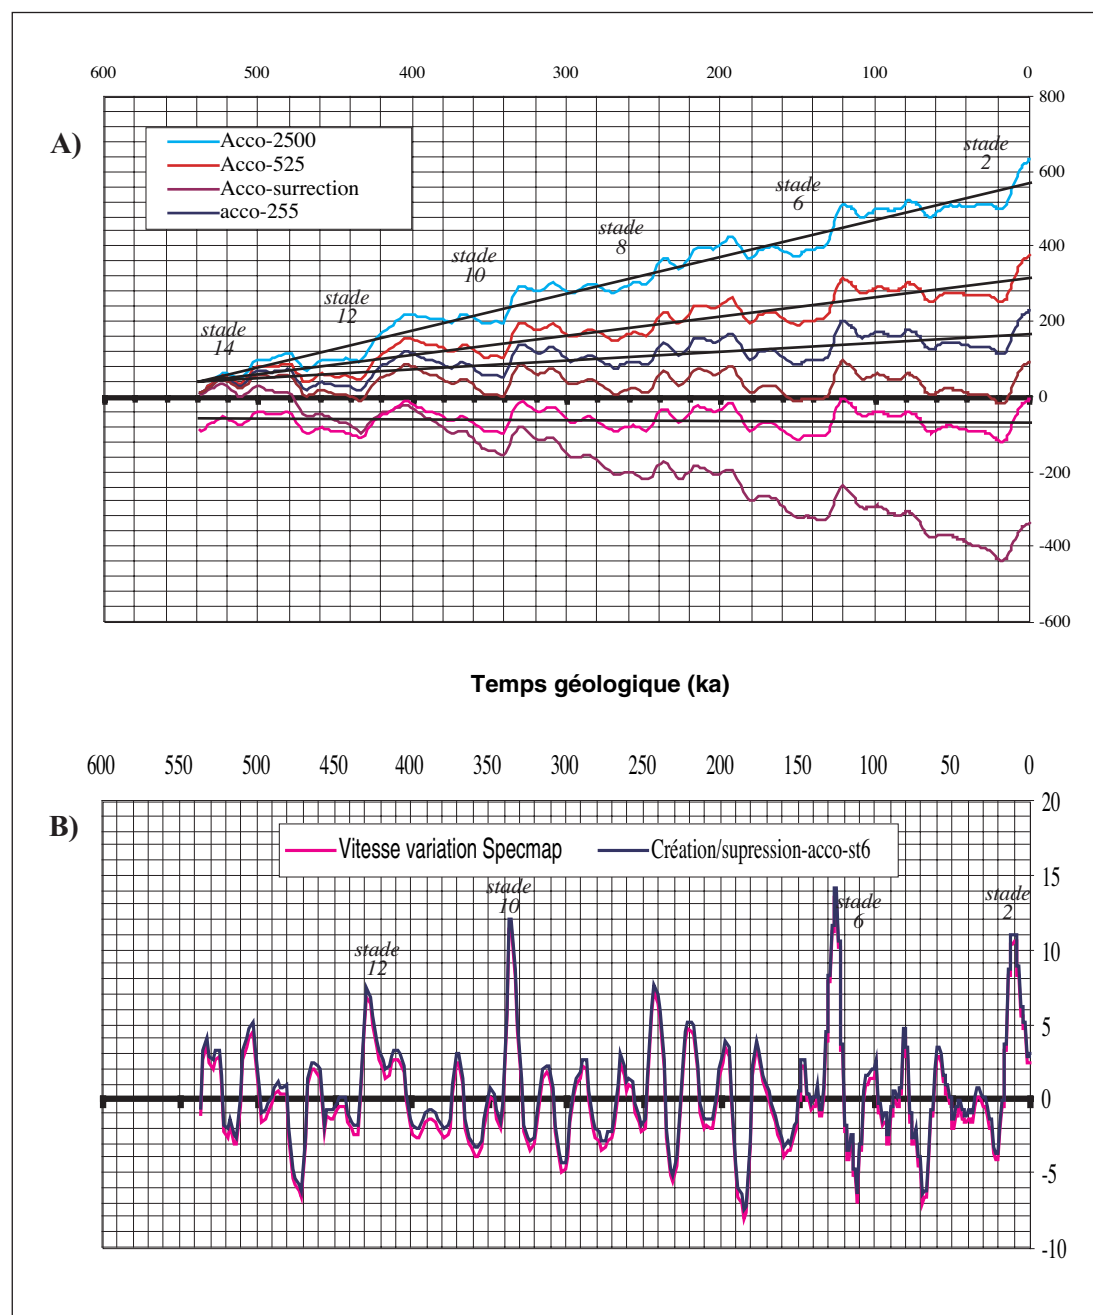 600 500 400 300 200 100 0
A)
800
600
400
200
0
-200
-400
-600
Acco-2500
Acco-525
Acco-surrection
acco-255
stade
2
stade
6
stade
8
stade
10
stade
12
stade
14
Temps géologique (ka)
600 550 500 450 400 350 300 250 200 150 100 50 0
B)
20
15
10
5
0
-5
-10
Vitesse variation Specmap
Création/supression-acco-st6
stade
10
stade
6
stade
2
stade
12